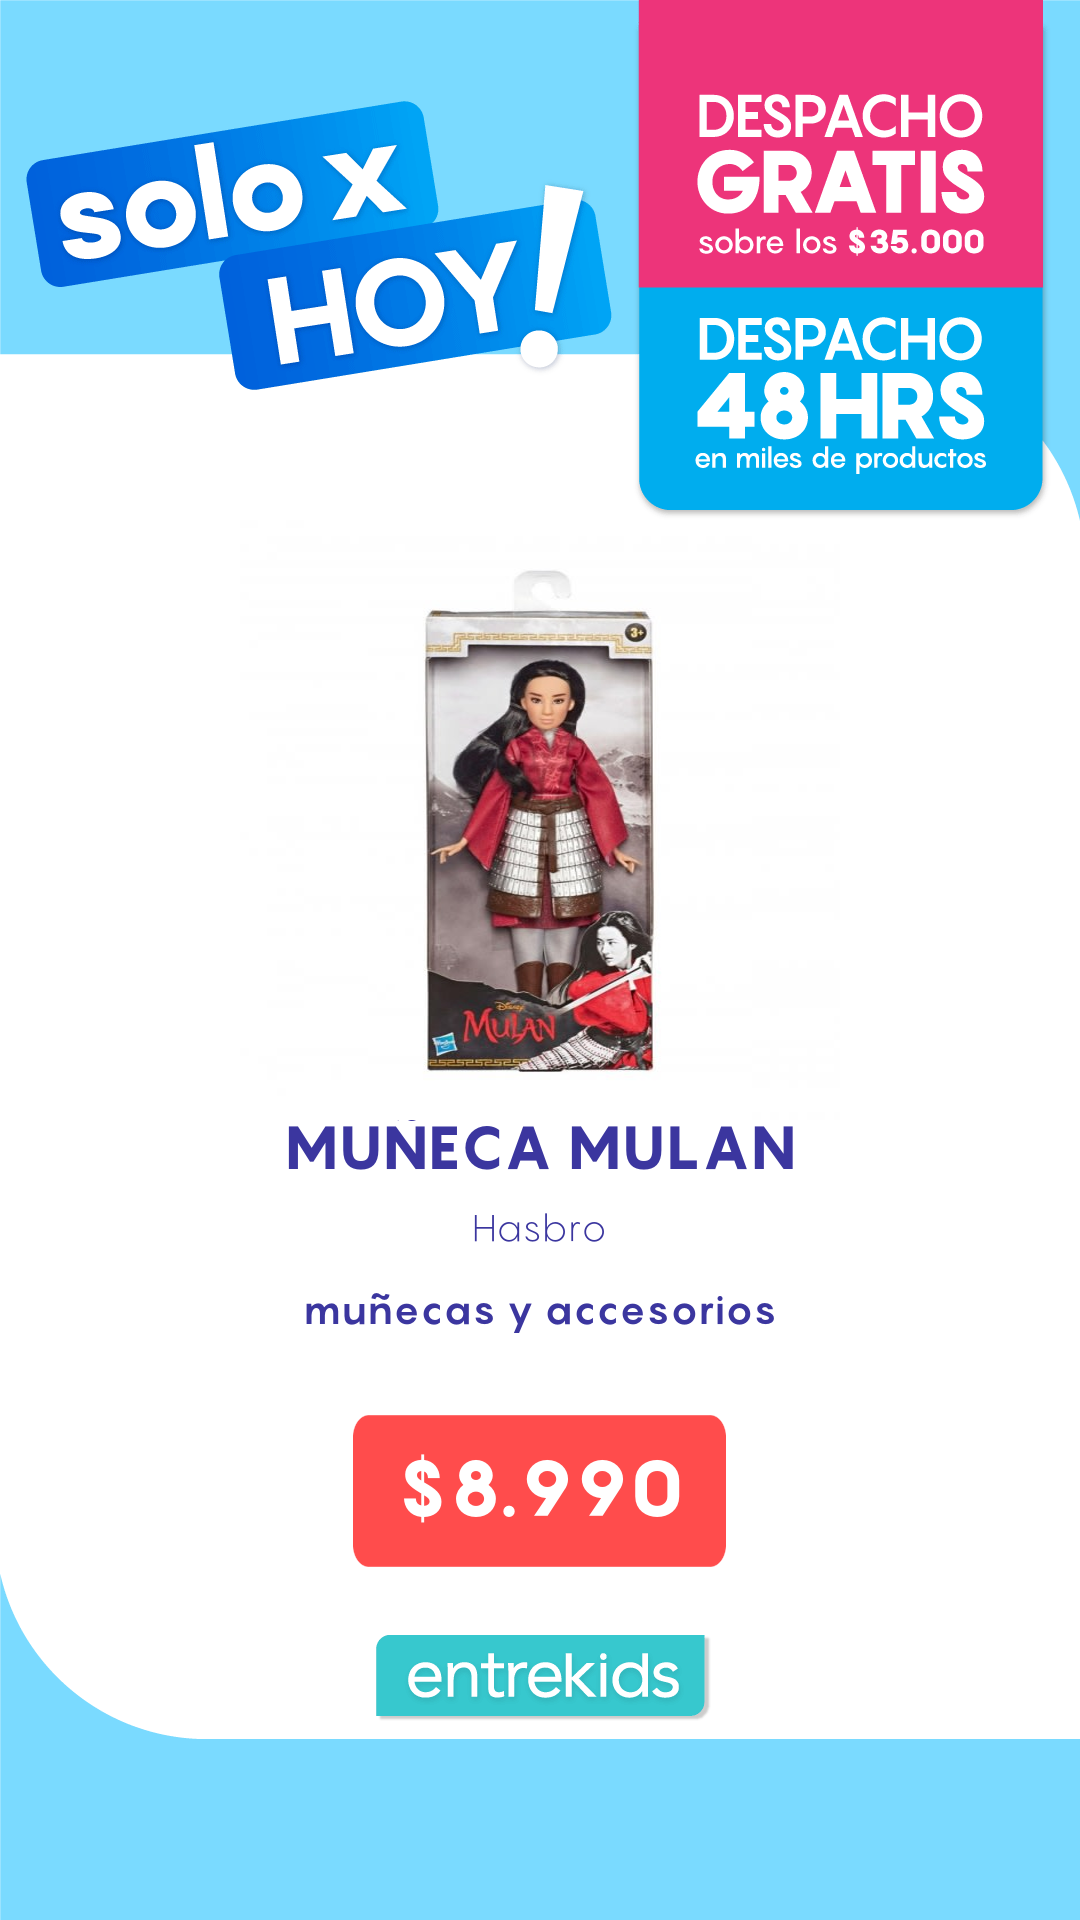 solo x
HOY!
DESPACHO
GRATIS
sobre los $35.000
DESPACHO
48HRS
en miles de productos
3+
Disney
MULAN
Hasbro
MUÑECA MULAN
Hasbro
muñecas y accesorios
$8.990
entrekids